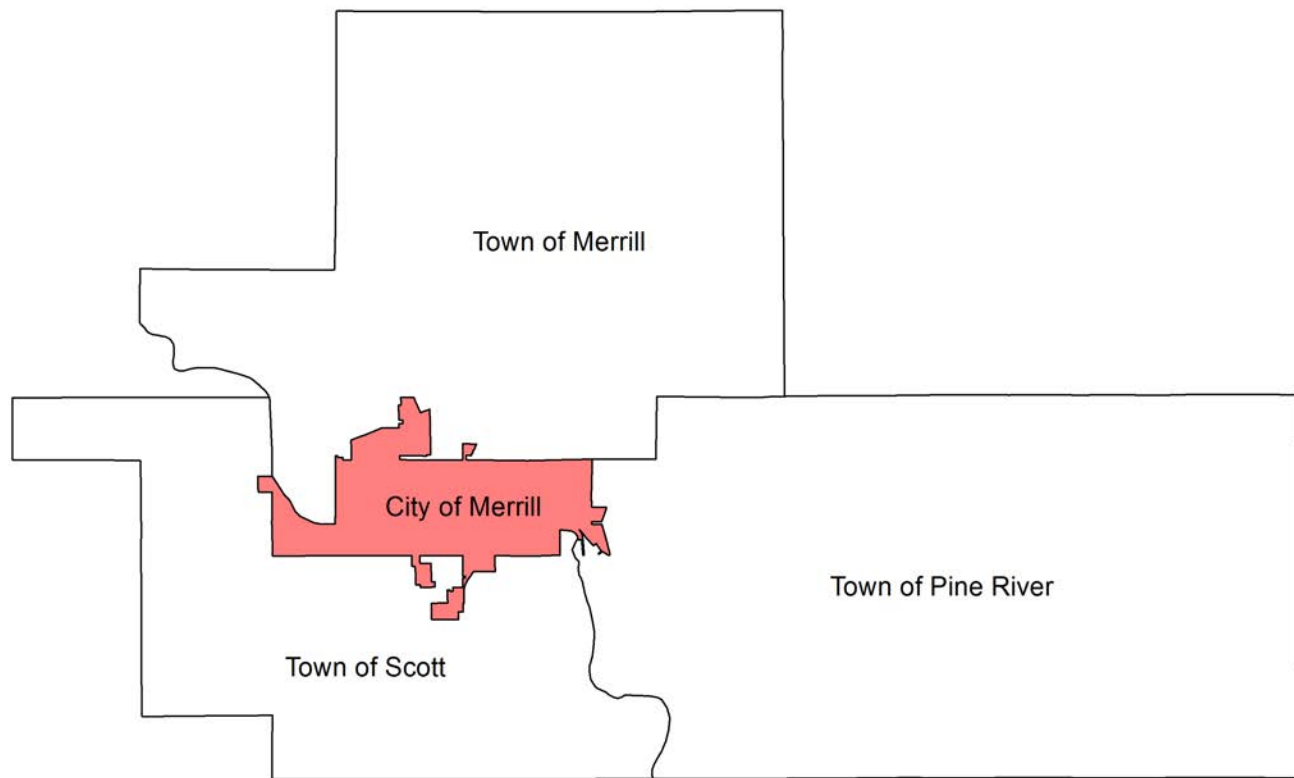 Town of Merrill
City of Merrill
Town of Pine River
Town of Scott